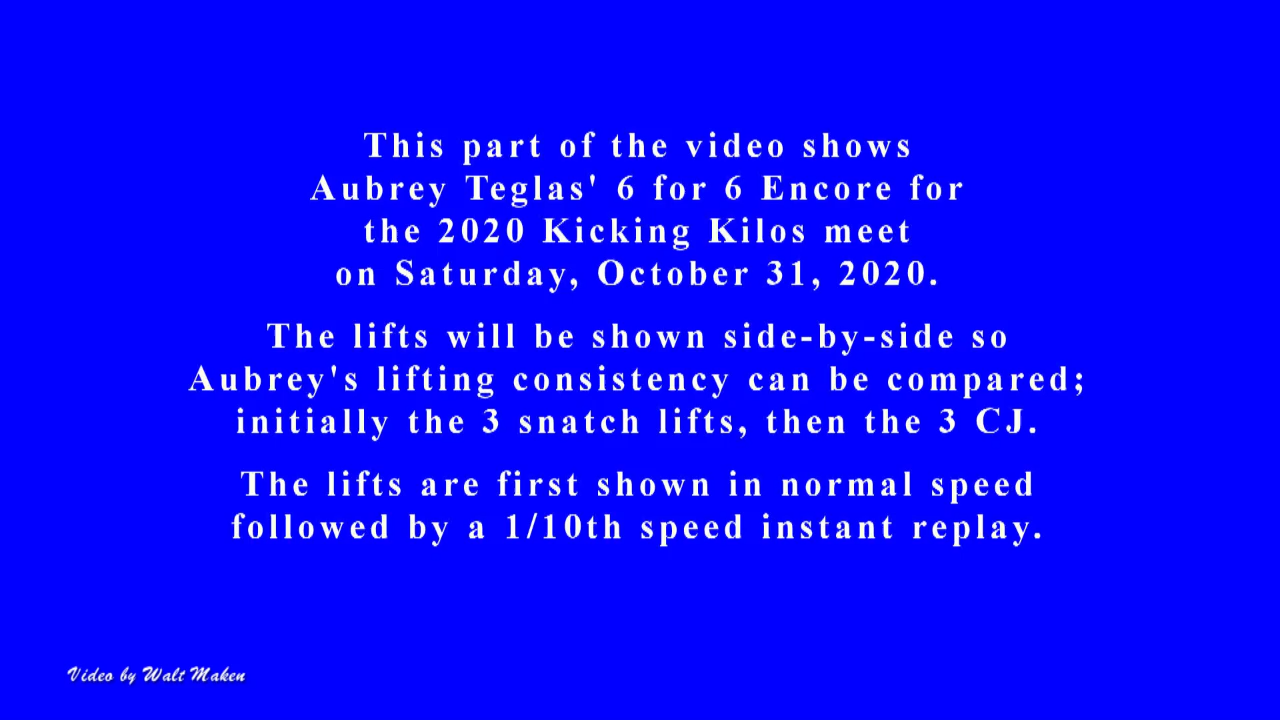 This part of the video shows
Aubrey Teglas' 6 for 6 Encore for
the 2020 Kicking Kilos meet
on Saturday, October 31, 2020.
The lifts will be shown side-by-side so
Aubrey's lifting consistency can be compared;
initially the 3 snatch lifts, then the 3 CJ.
The lifts are first shown in normal speed
followed by a 1/10th speed instant replay.
Video by Walt Maken